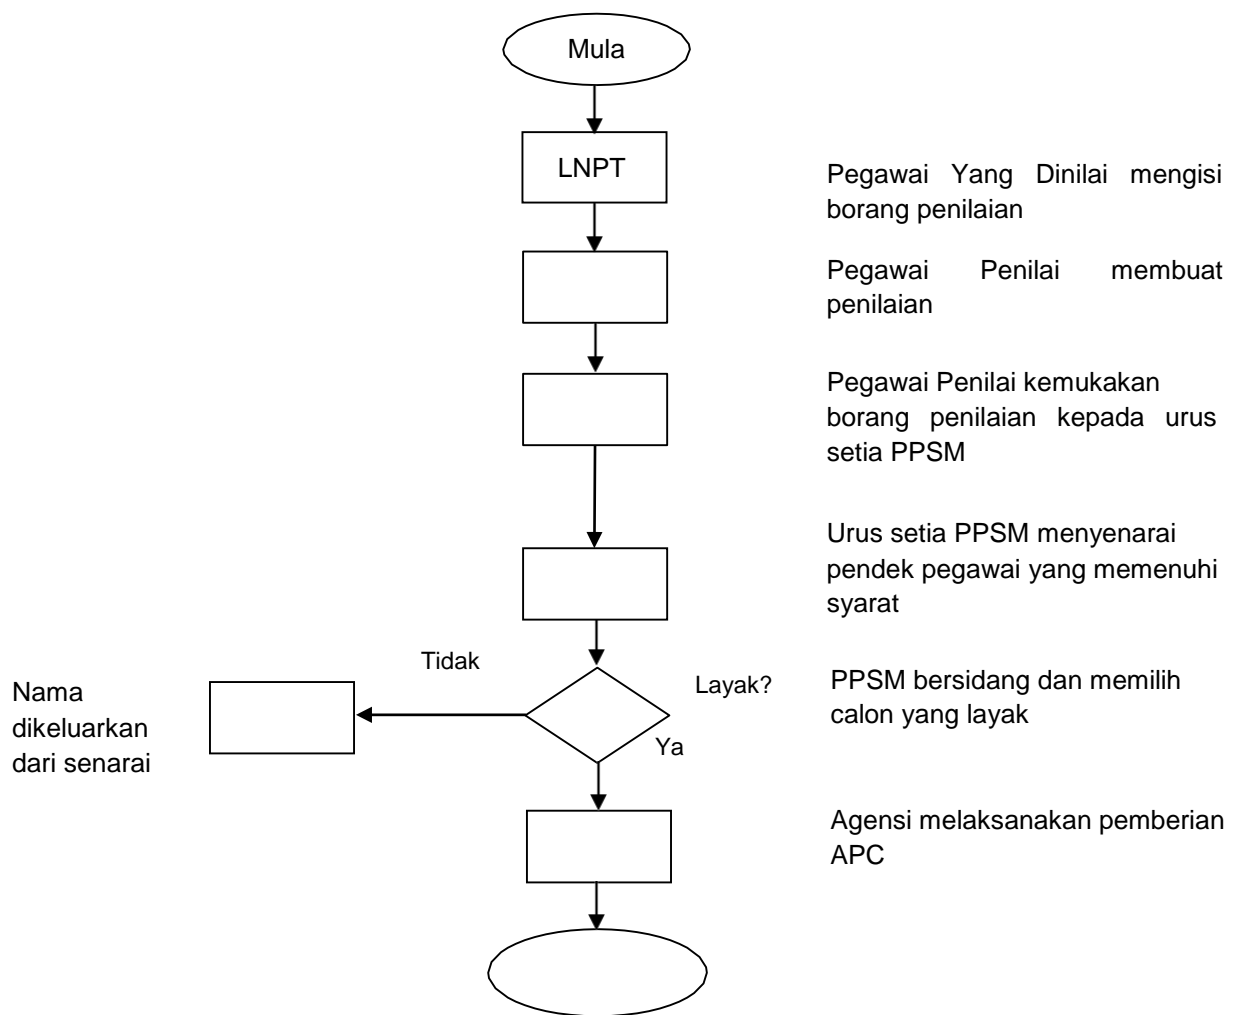 Mula
LNPT
Pegawai Yang Dinilai mengisi
borang penilaian
Pegawai Penilai membuat
penilaian
Pegawai Penilai kemukakan
borang penilaian kepada urus
setia PPSM
Urus setia PPSM menyenarai
pendek pegawai yang memenuhi
syarat
Tidak
Layak?
PPSM bersidang dan memilih
calon yang layak
Nama
dikeluarkan
dari senarai
Ya
Agensi melaksanakan pemberian
APC